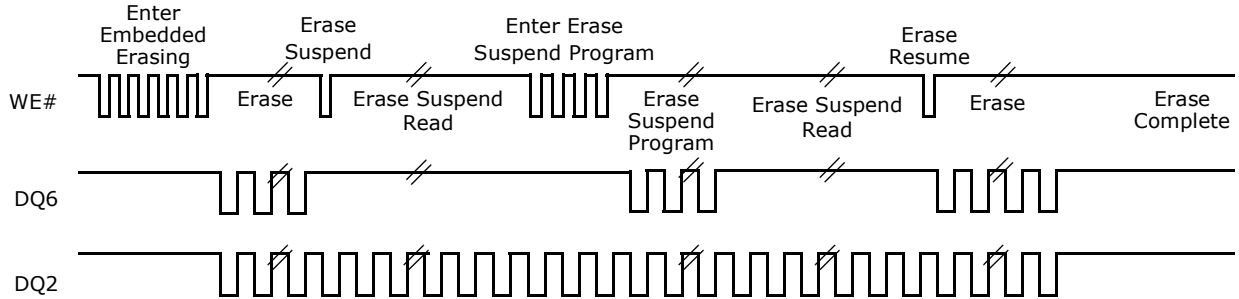 Enter
Embedded
Erasing
Erase
Suspend
Enter Erase
Suspend Program
Erase
Resume
WE#
Erase
Erase Suspend
Read
Erase
Suspend
Program
Erase Suspend
Read
Erase
Erase
Complete
DQ6
DQ2